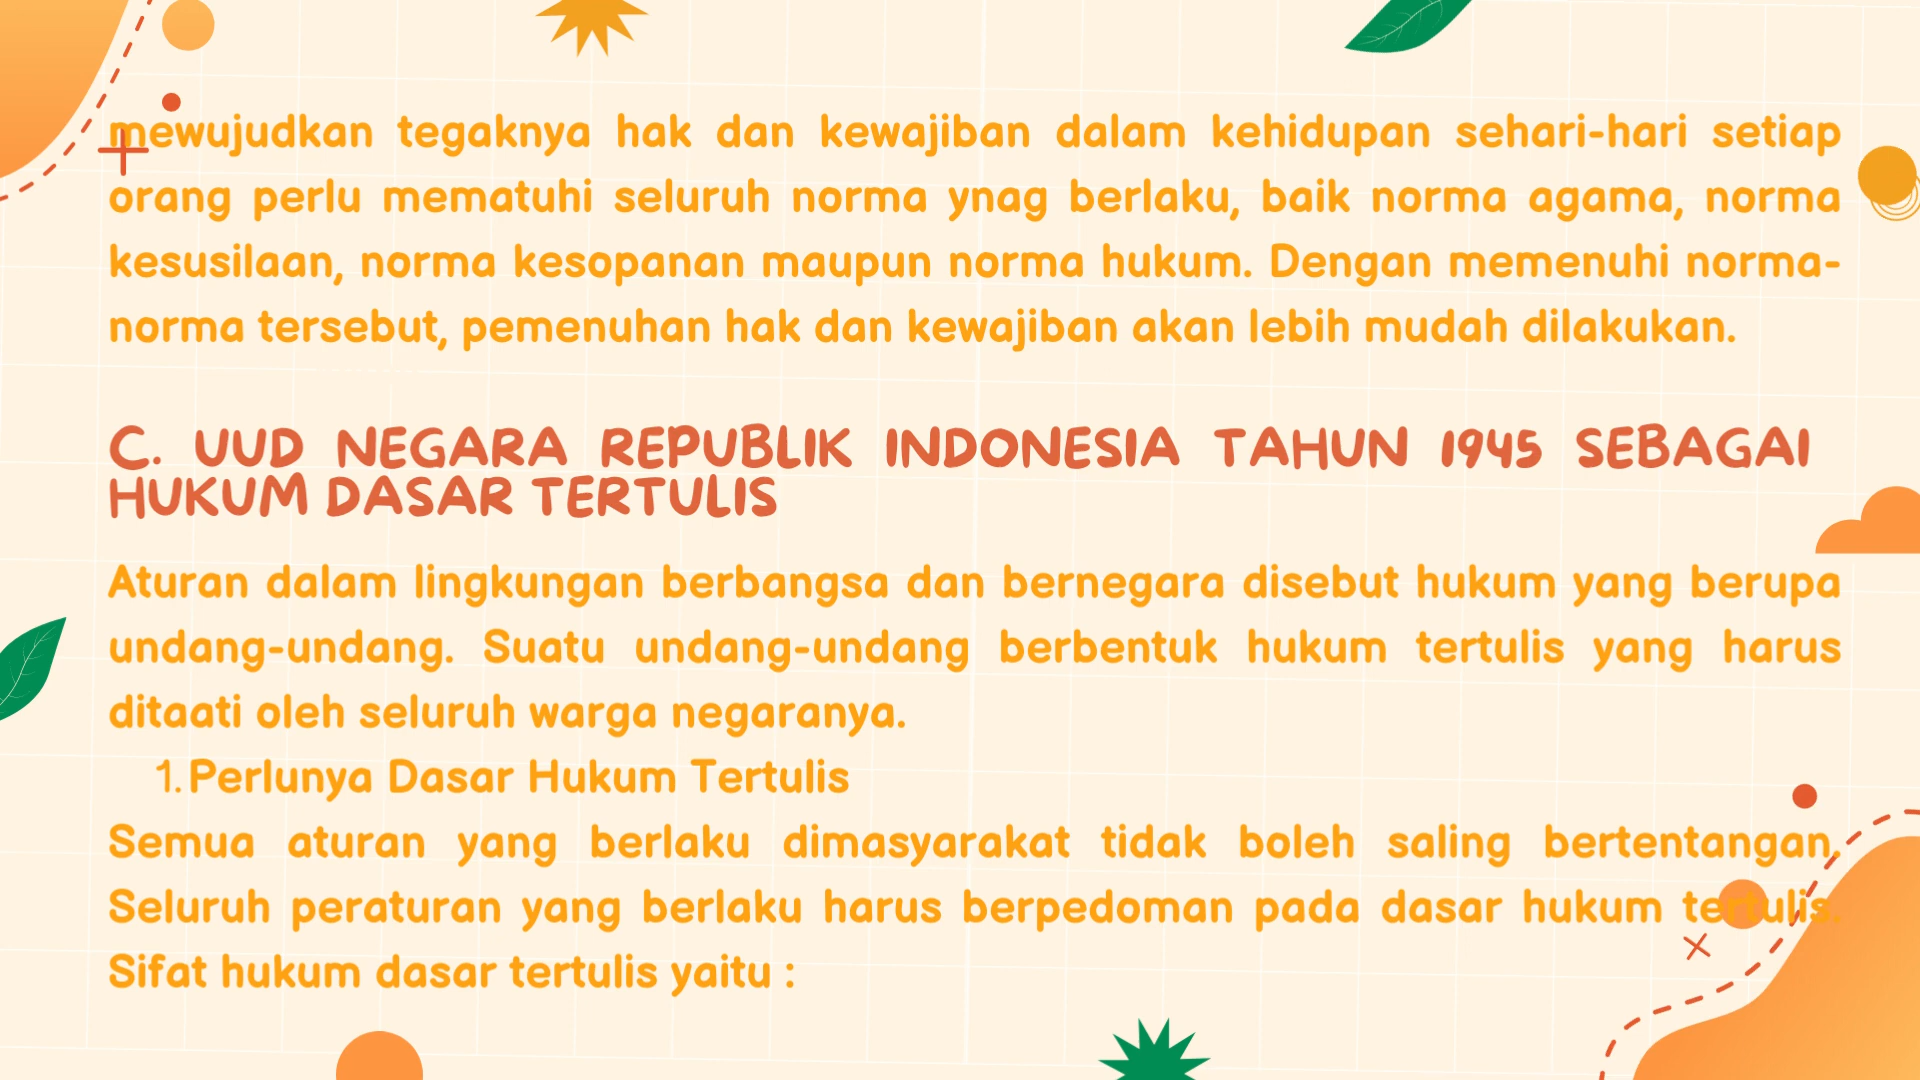 mewujudkan tegaknya hak dan kewajiban dalam kehidupan sehari-hari setiap
orang perlu mematuhi seluruh norma ynag berlaku, baik norma agama, norma
kesusilaan, norma kesopanan maupun norma hukum. Dengan memenuhi norma-
norma tersebut, pemenuhan hak dan kewajiban akan lebih mudah dilakukan.
C. UUD NEGARA REPUBLIK INDONESIA TAHUN 1945 SEBAGAI
HUKUM DASAR TERTULIS
Aturan dalam lingkungan berbangsa dan bernegara disebut hukum yang berupa
undang-undang. Suatu undang-undang berbentuk hukum tertulis yang harus
ditaati oleh seluruh warga negaranya.
1. Perlunya Dasar Hukum Tertulis
Semua aturan yang berlaku dimasyarakat tidak boleh saling bertentangan.
Seluruh peraturan yang berlaku harus berpedoman pada dasar hukum tertulis.
Sifat hukum dasar tertulis yaitu :